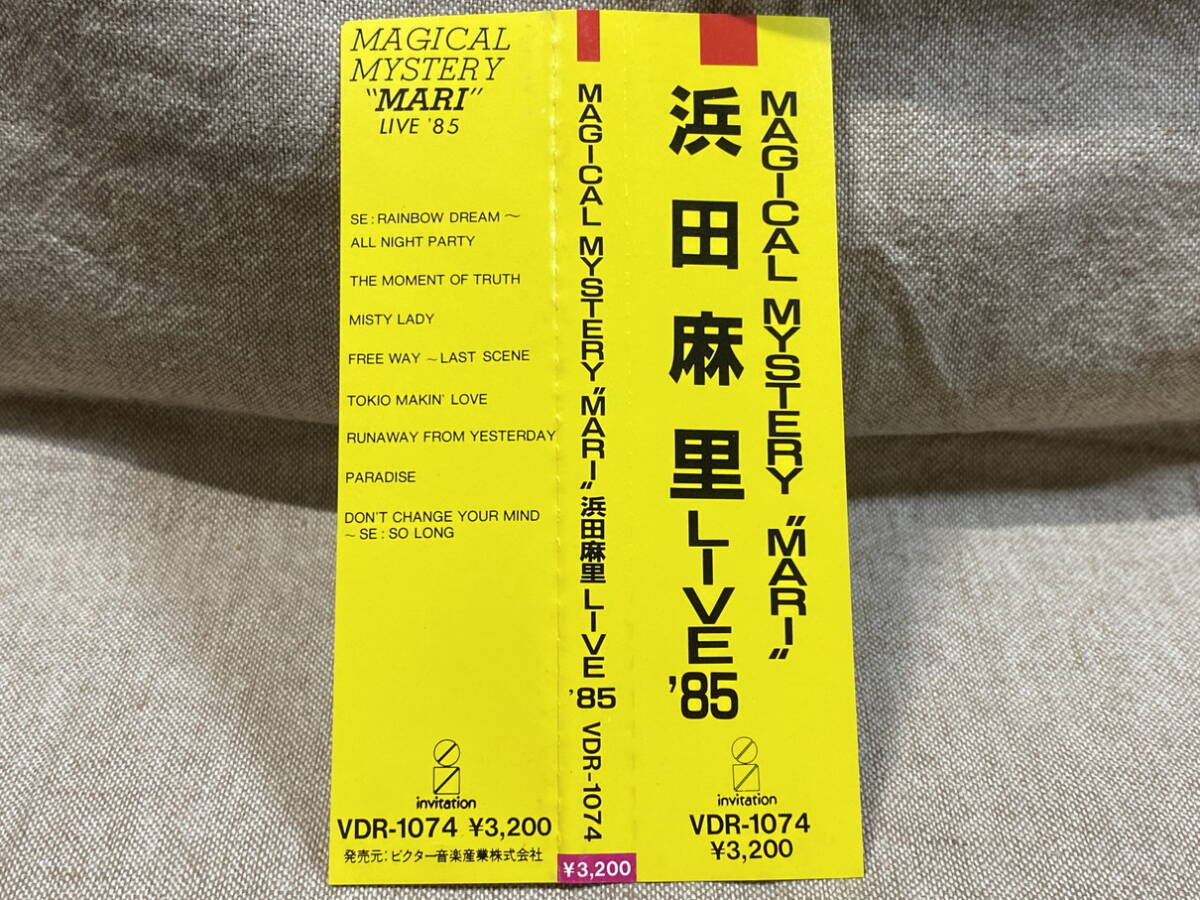 MAGICAL
MYSTERY
"MARI"
LIVE '85
SE : RAINBOW DREAM ～
ALL NIGHT PARTY
THE MOMENT OF TRUTH
MISTY LADY
FREE WAY ～ LAST SCENE
TOKIO MAKIN' LOVE
RUNAWAY FROM YESTERDAY
PARADISE
DON'T CHANGE YOUR MIND
～ SE : SO LONG
invitation
VDR-1074 ¥3,200
発売元：ビクター音楽産業株式会社
MAGICAL MYSTERY "MARI" 浜田麻里 LIVE '85 VDR-1074
¥3,200
MAGICAL MYSTERY "MARI"
浜田麻里 LIVE '85
invitation
VDR-1074
¥3,200